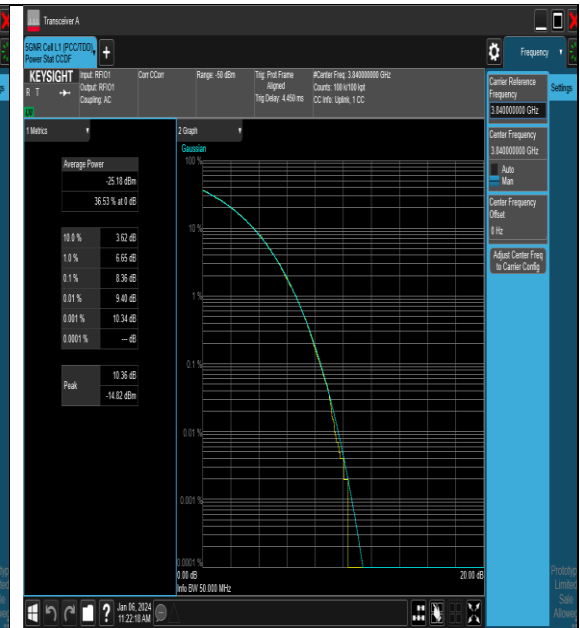 Transceiver A
5GNR Cell L1 (PCC/TDD),
Power Stat CCDF
+
Frequency
KEYSIGHT
R T
Input: RFIO1
Output: RFIO1
Coupling: AC
Corr CCorr
Range: -50 dBm
Trig: Prot Frame
Aligned
Trig Delay: 4.450 ms
#Center Freq: 3.840000000 GHz
Counts: 100 k/100 kpt
CC Info: Uplink, 1 CC
Carrier Reference
Frequency
3.840000000 GHz
Settings
Center Frequency
3.840000000 GHz
Auto
Man
Center Frequency
Offset
0 Hz
Adjust Center Freq
to Carrier Config
1 Metrics
Average Power
-25.18 dBm
36.53 % at 0 dB
10.0 % 3.62 dB
1.0 % 6.65 dB
0.1 % 8.36 dB
0.01 % 9.40 dB
0.001 % 10.34 dB
0.0001 % --- dB
Peak
10.36 dB
-14.82 dBm
2 Graph
Gaussian
100 %
10 %
1 %
0.1 %
0.01 %
0.001 %
0.0001 %
0.00 dB
20.00 dB
Info BW 50.000 MHz
Jan 06, 2024
11:22:18 AM
?
Limited
Sale